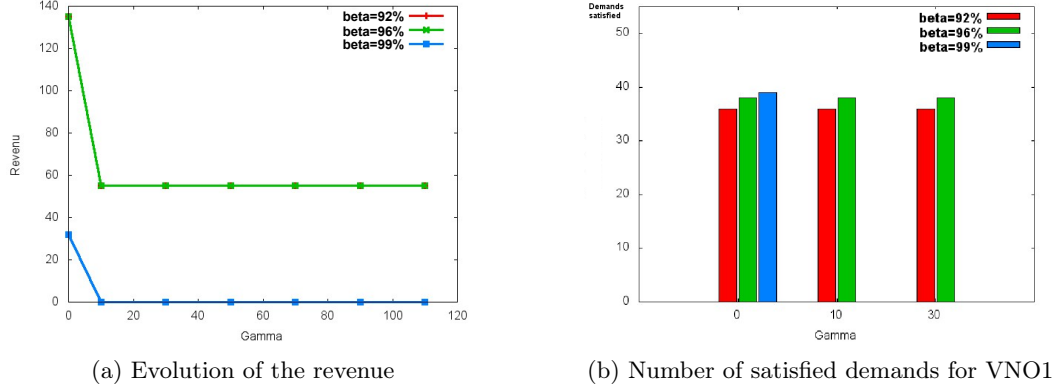 140
120
100
80
60
40
20
0
Revenu
0 20 40 60 80 100 120
Gamma
beta=92%
beta=96%
beta=99%
(a) Evolution of the revenue
Demands
satisfied
50
40
30
20
10
0
0 10 30
Gamma
beta=92%
beta=96%
beta=99%
(b) Number of satisfied demands for VNO1